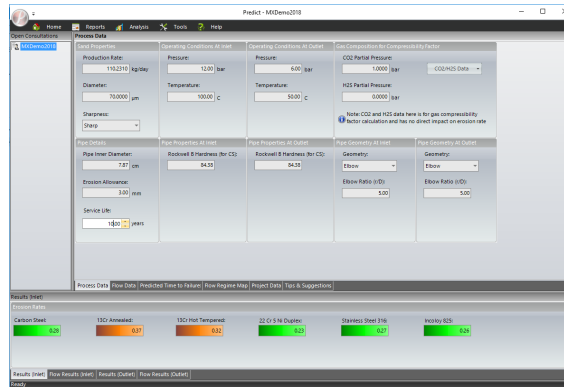 Predict - MXDemo2018
Home Reports Analysis Tools Help
Open Consultations
MXDemo2018
Process Data
Sand Properties
Production Rate:
110.2310 kg/day
Diameter:
70.0000 µm
Sharpness:
Sharp
Operating Conditions At Inlet
Pressure:
12.00 bar
Temperature:
100.00 C
Operating Conditions At Outlet
Pressure:
6.00 bar
Temperature:
50.00 C
Gas Composition for Compressibility Factor
CO2 Partial Pressure:
1.0000 bar
CO2/H2S Data
H2S Partial Pressure:
0.0000 bar
Note: CO2 and H2S data here is for gas compressibility
factor calculation and has no direct impact on erosion rate
Pipe Details
Pipe Inner Diameter:
7.87 cm
Erosion Allowance:
3.00 mm
Service Life:
10.00 years
Pipe Properties At Inlet
Rockwell B Hardness (for CS):
84.38
Pipe Properties At Outlet
Rockwell B Hardness (for CS):
84.38
Pipe Geometry At Inlet
Geometry:
Elbow
Elbow Ratio (r/D):
5.00
Pipe Geometry At Outlet
Geometry:
Elbow
Elbow Ratio (r/D):
5.00
Process Data Flow Data Predicted Time to Failure Flow Regime Map Project Data Tips & Suggestions
Results (Inlet)
Erosion Rates
Carbon Steel:
0.28
13Cr Annealed:
0.37
13Cr Hot Tempered:
0.32
22 Cr 5 Ni Duplex:
0.23
Stainless Steel 316:
0.27
Incoloy 825:
0.26
Results (Inlet) Flow Results (Inlet) Results (Outlet) Flow Results (Outlet)
Ready